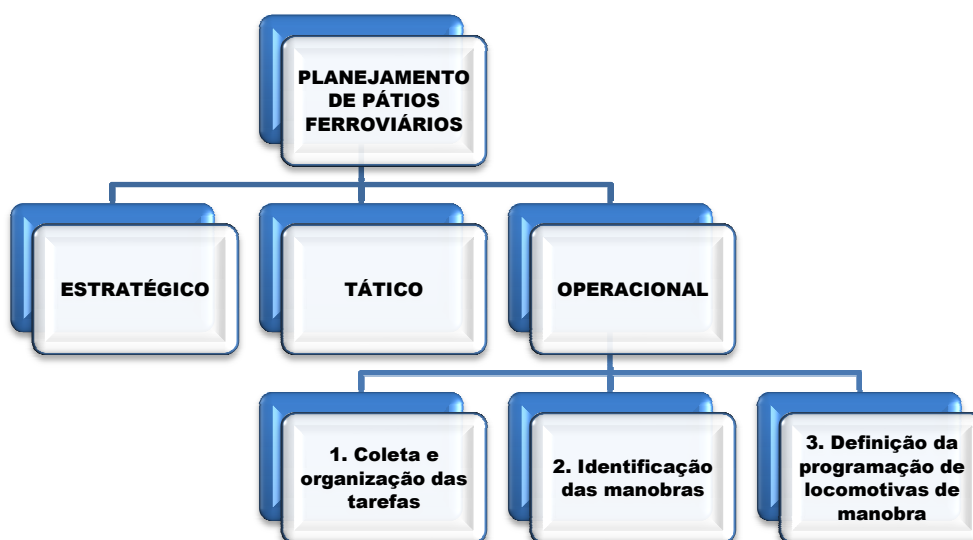 PLANEJAMENTO
DE PÁTIOS
FERROVIÁRIOS
ESTRATÉGICO
TÁTICO
OPERACIONAL
1. Coleta e
organização das
tarefas
2. Identificação
das manobras
3. Definição da
programação de
locomotivas de
manobra